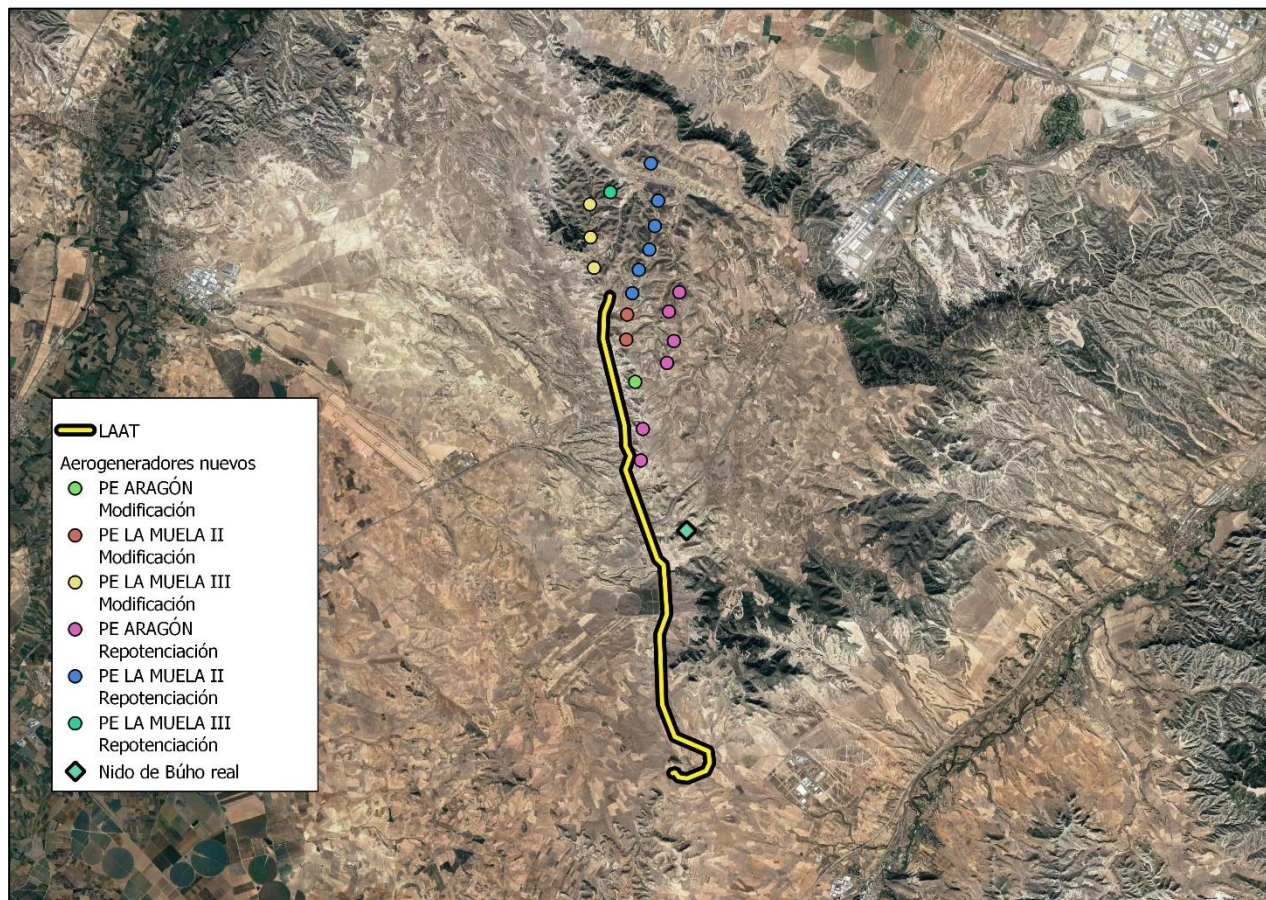 LAAT
Aerogeneradores nuevos
PE ARAGÓN
Modificación
PE LA MUELA II
Modificación
PE LA MUELA III
Modificación
PE ARAGÓN
Repotenciación
PE LA MUELA II
Repotenciación
PE LA MUELA III
Repotenciación
Nido de Búho real